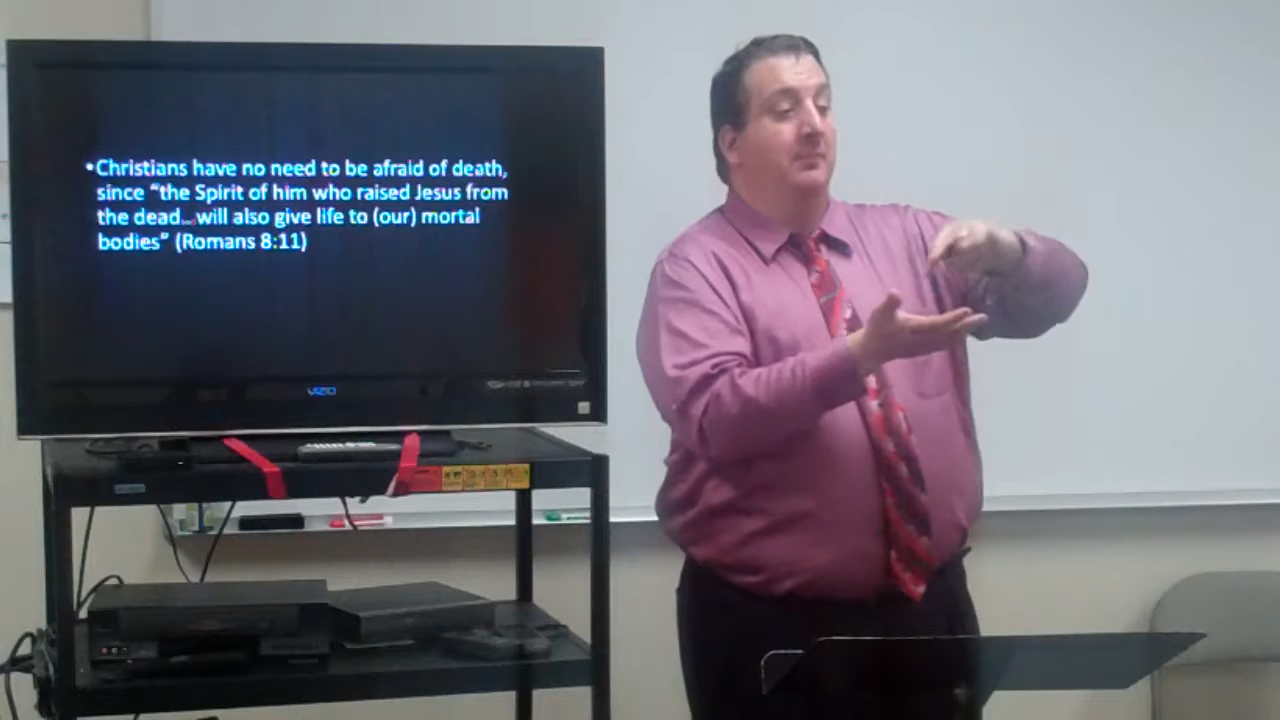 •Christians have no need to be afraid of death,
since “the Spirit of him who raised Jesus from
the dead...will also give life to (our) mortal
bodies” (Romans 8:11)
VIZIO